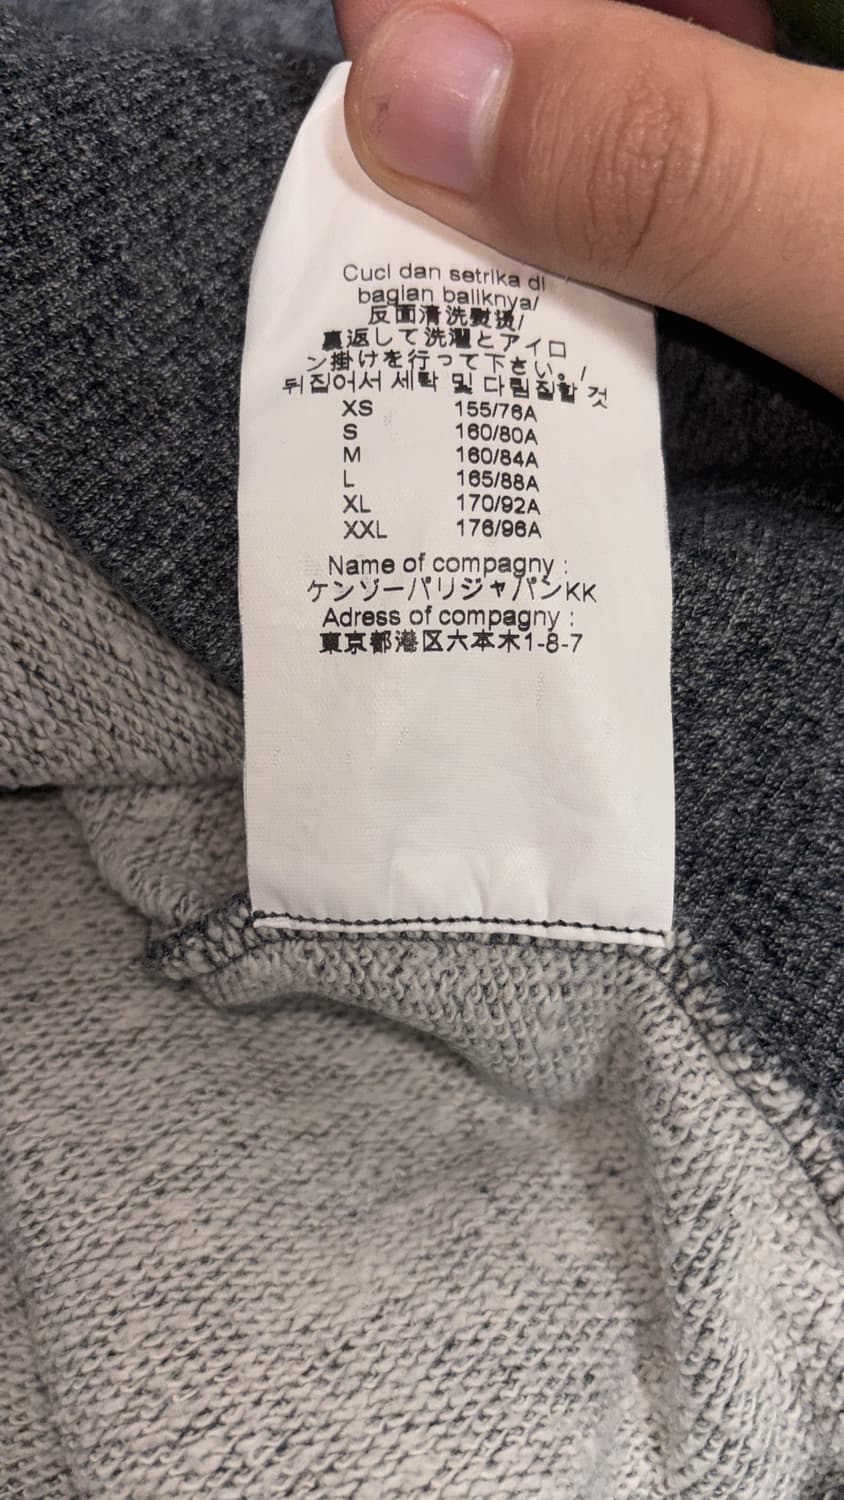 Cuci dan setrika di
bagian baliknya/
反面清洗熨烫/
裏返して洗濯とアイロ
ン掛けを行って下さい。/
뒤집어서 세탁 및 다림질할 것
XS 155/76A
S 160/80A
M 160/84A
L 165/88A
XL 170/92A
XXL 176/96A
Name of compagny :
ケンゾーパリジャパンKK
Adress of compagny :
東京都港区六本木1-8-7